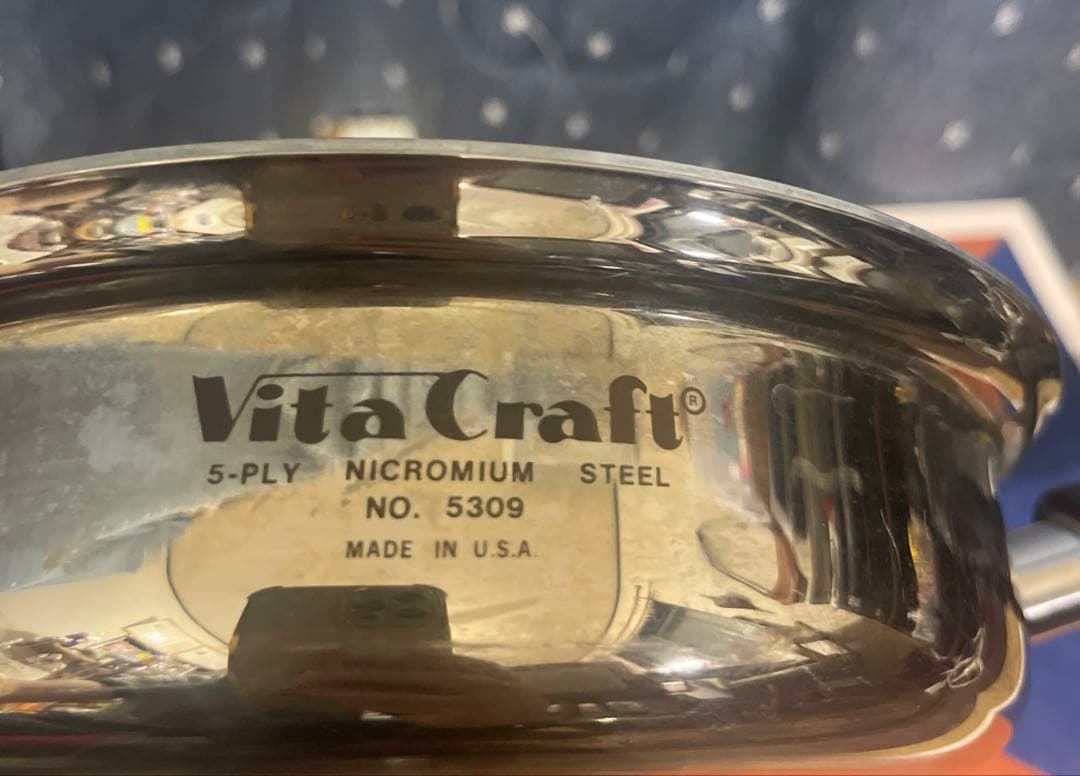 Vita Craft®
5-PLY NICROMIUM STEEL
NO. 5309
MADE IN U.S.A.